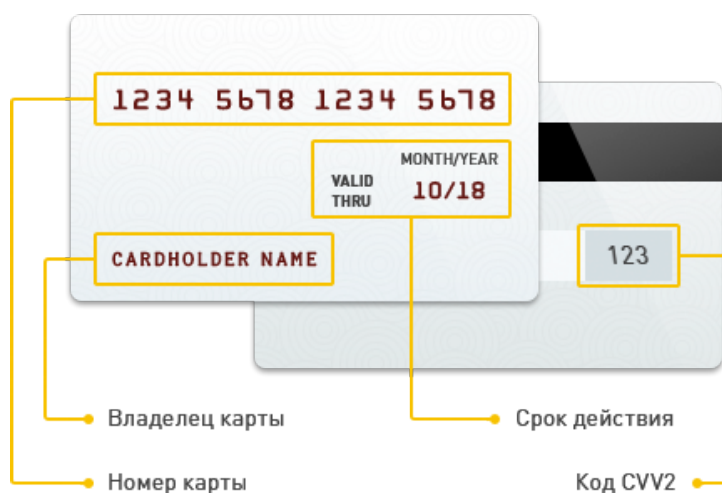 1234 5678 1234 5678
MONTH/YEAR
VALID
THRU
10/18
123
CARDHOLDER NAME
Владелец карты
Срок действия
Номер карты
Код CVV2